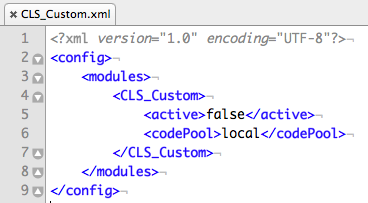 CLS_Custom.xml
1 <?xml version="1.0" encoding="UTF-8"?>¬
2 <config>¬
3 <modules>¬
4 <CLS_Custom>¬
5 <active>false</active>¬
6 <codePool>local</codePool>¬
7 </CLS_Custom>¬
8 </modules>¬
9 </config>¬